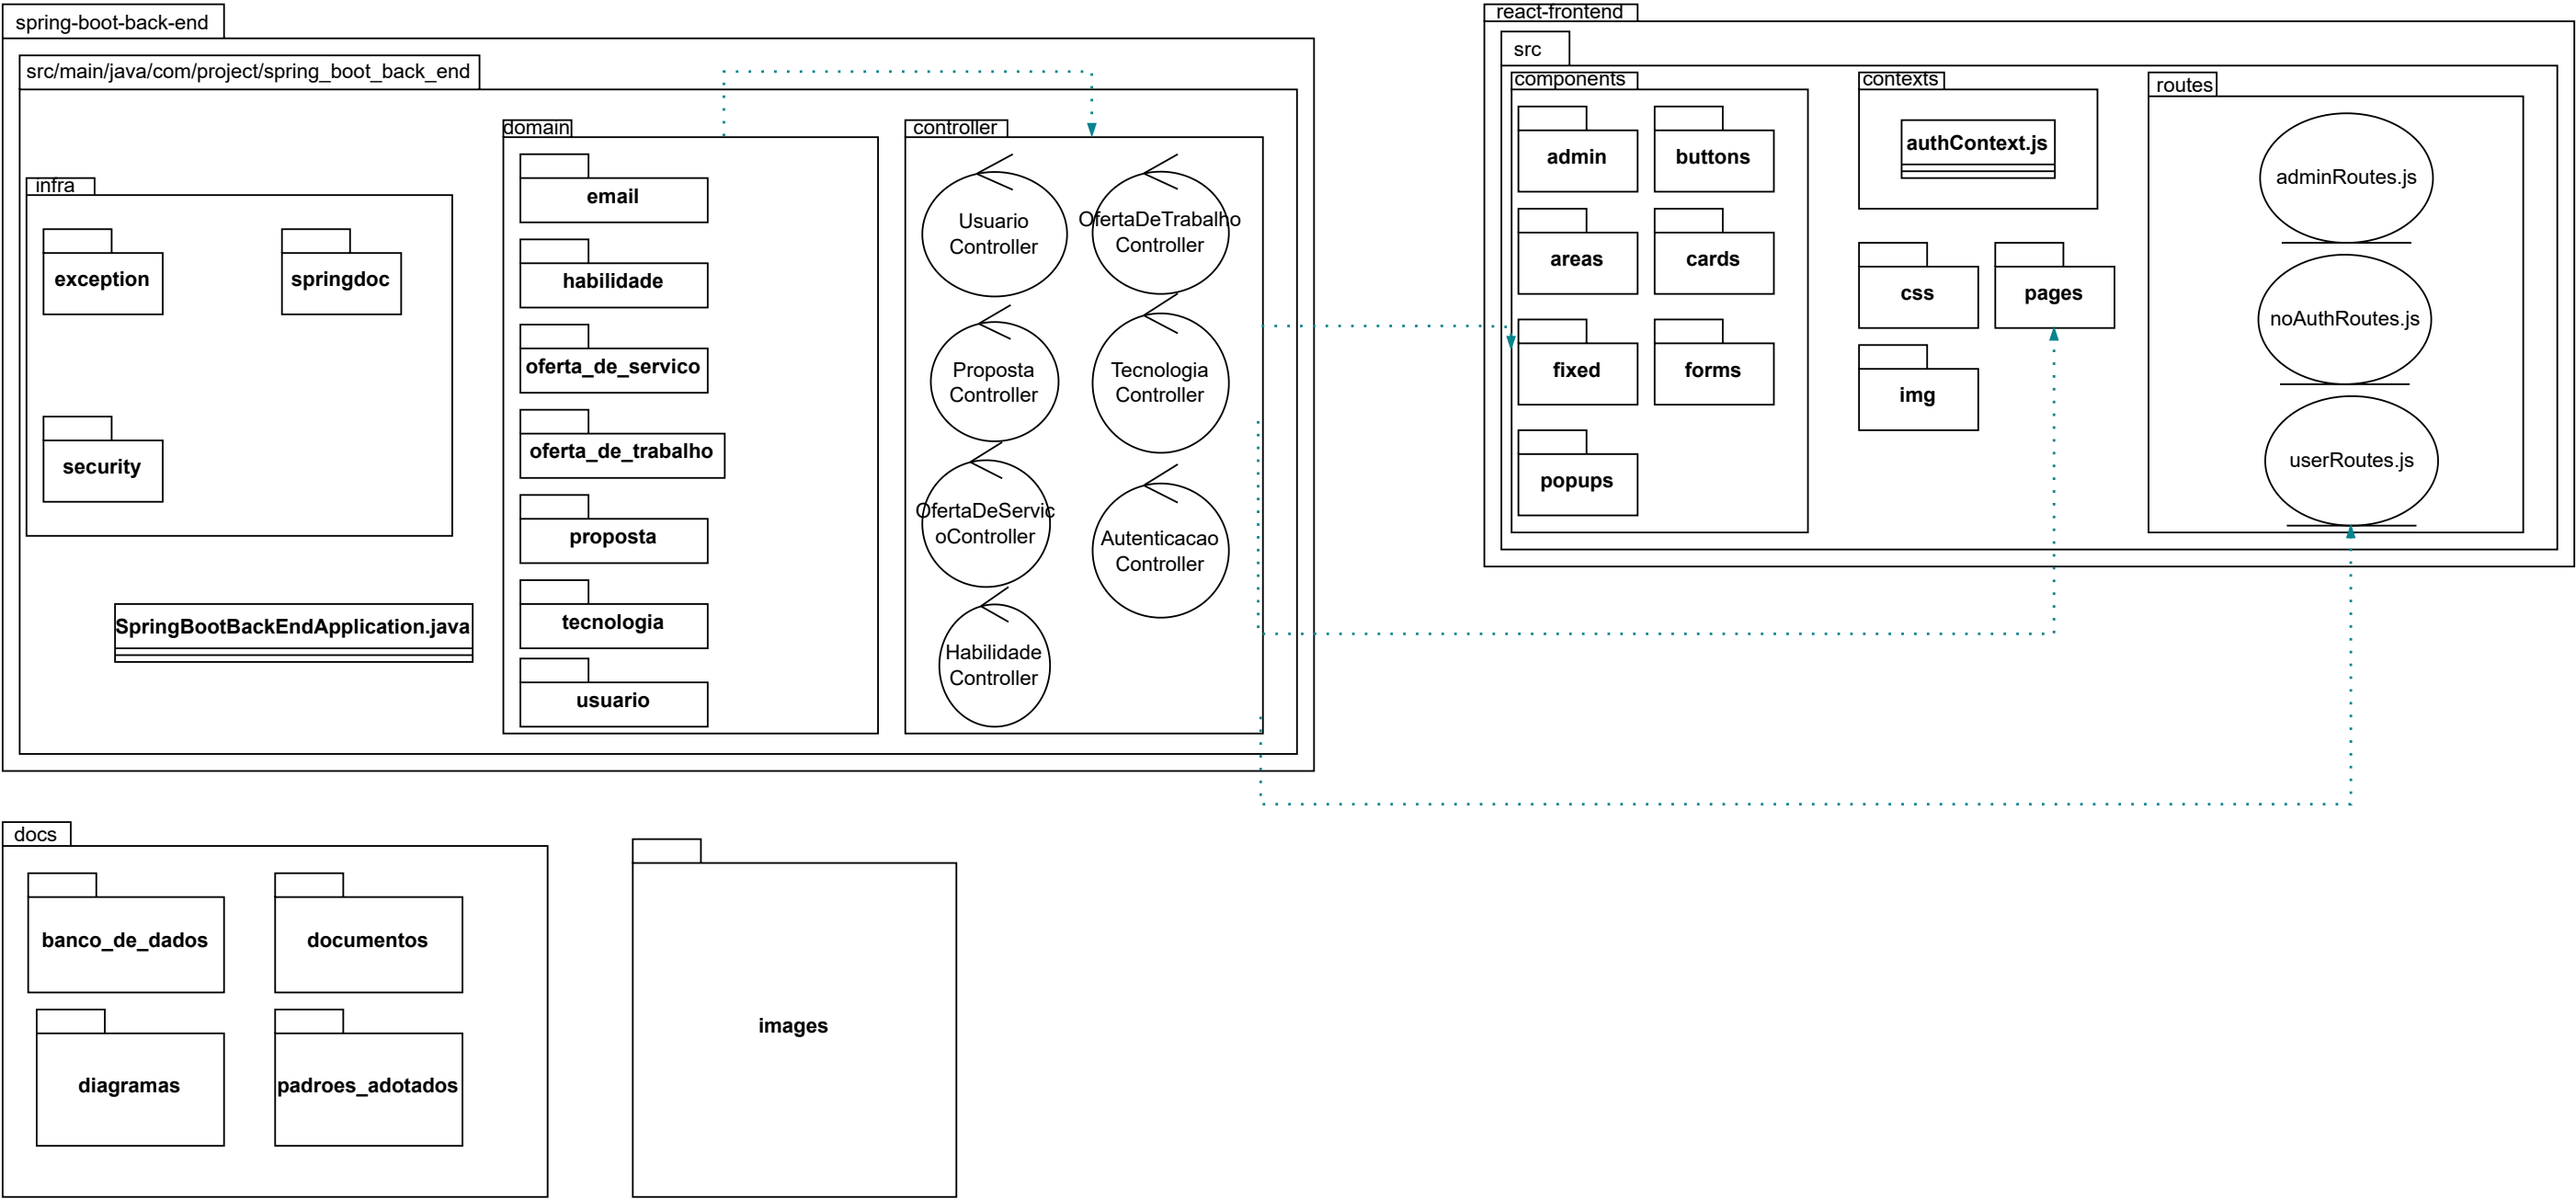 spring-boot-back-end
src/main/java/com/project/spring_boot_back_end
infra
exception
springdoc
security
SpringBootBackEndApplication.java
domain
email
habilidade
oferta_de_servico
oferta_de_trabalho
proposta
tecnologia
usuario
controller
Usuario
Controller
OfertaDeTrabalho
Controller
Proposta
Controller
Tecnologia
Controller
OfertaDeServic
oController
Autenticacao
Controller
Habilidade
Controller
react-frontend
src
components
admin
buttons
areas
cards
fixed
forms
popups
contexts
authContext.js
css
pages
img
routes
adminRoutes.js
noAuthRoutes.js
userRoutes.js
docs
banco_de_dados
documentos
diagramas
padroes_adotados
images